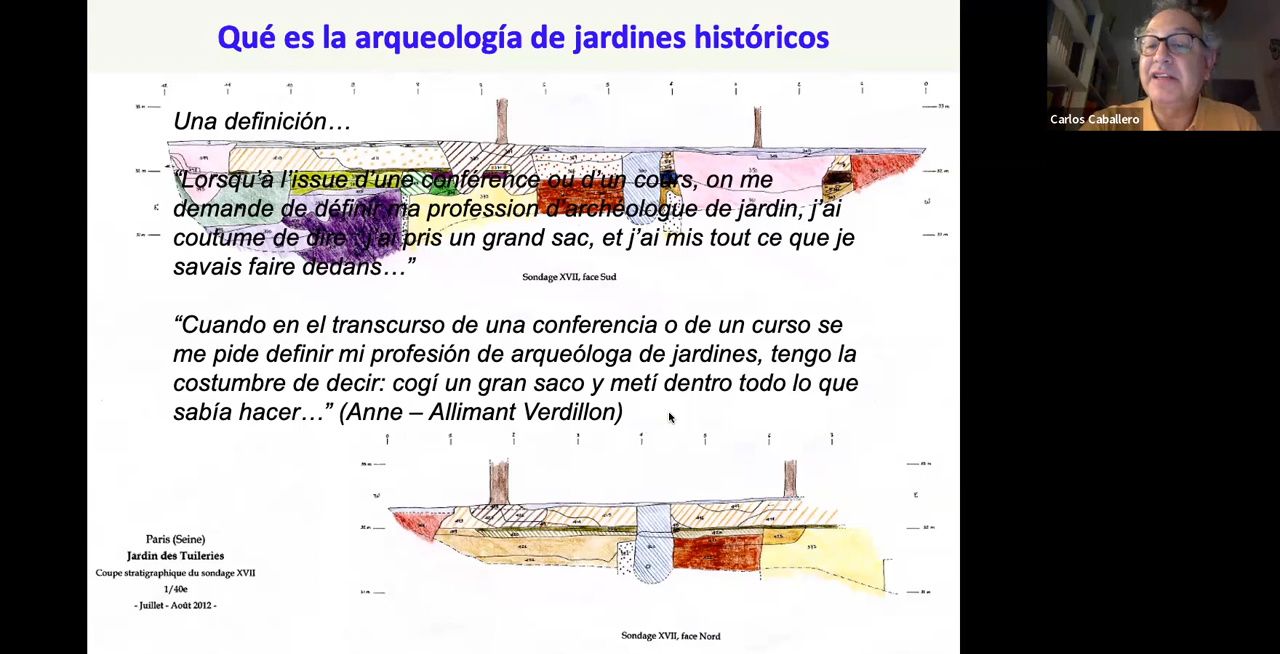 Qué es la arqueología de jardines históricos
Carlos Caballero
Una definición…
“Lorsqu’à l’issue d’une conférence ou d’un cours, on me
demande de définir ma profession d’archéologue de jardin, j’ai
coutume de dire : j’ai pris un grand sac, et j’ai mis tout ce que je
savais faire dedans…”
Sondage XVII, face Sud
“Cuando en el transcurso de una conferencia o de un curso se
me pide definir mi profesión de arqueóloga de jardines, tengo la
costumbre de decir: cogí un gran saco y metí dentro todo lo que
sabía hacer…” (Anne – Allimant Verdillon)
Paris (Seine)
Jardin des Tuileries
Coupe stratigraphique du sondage XVII
1/40e
- Juillet - Août 2012 -
Sondage XVII, face Nord